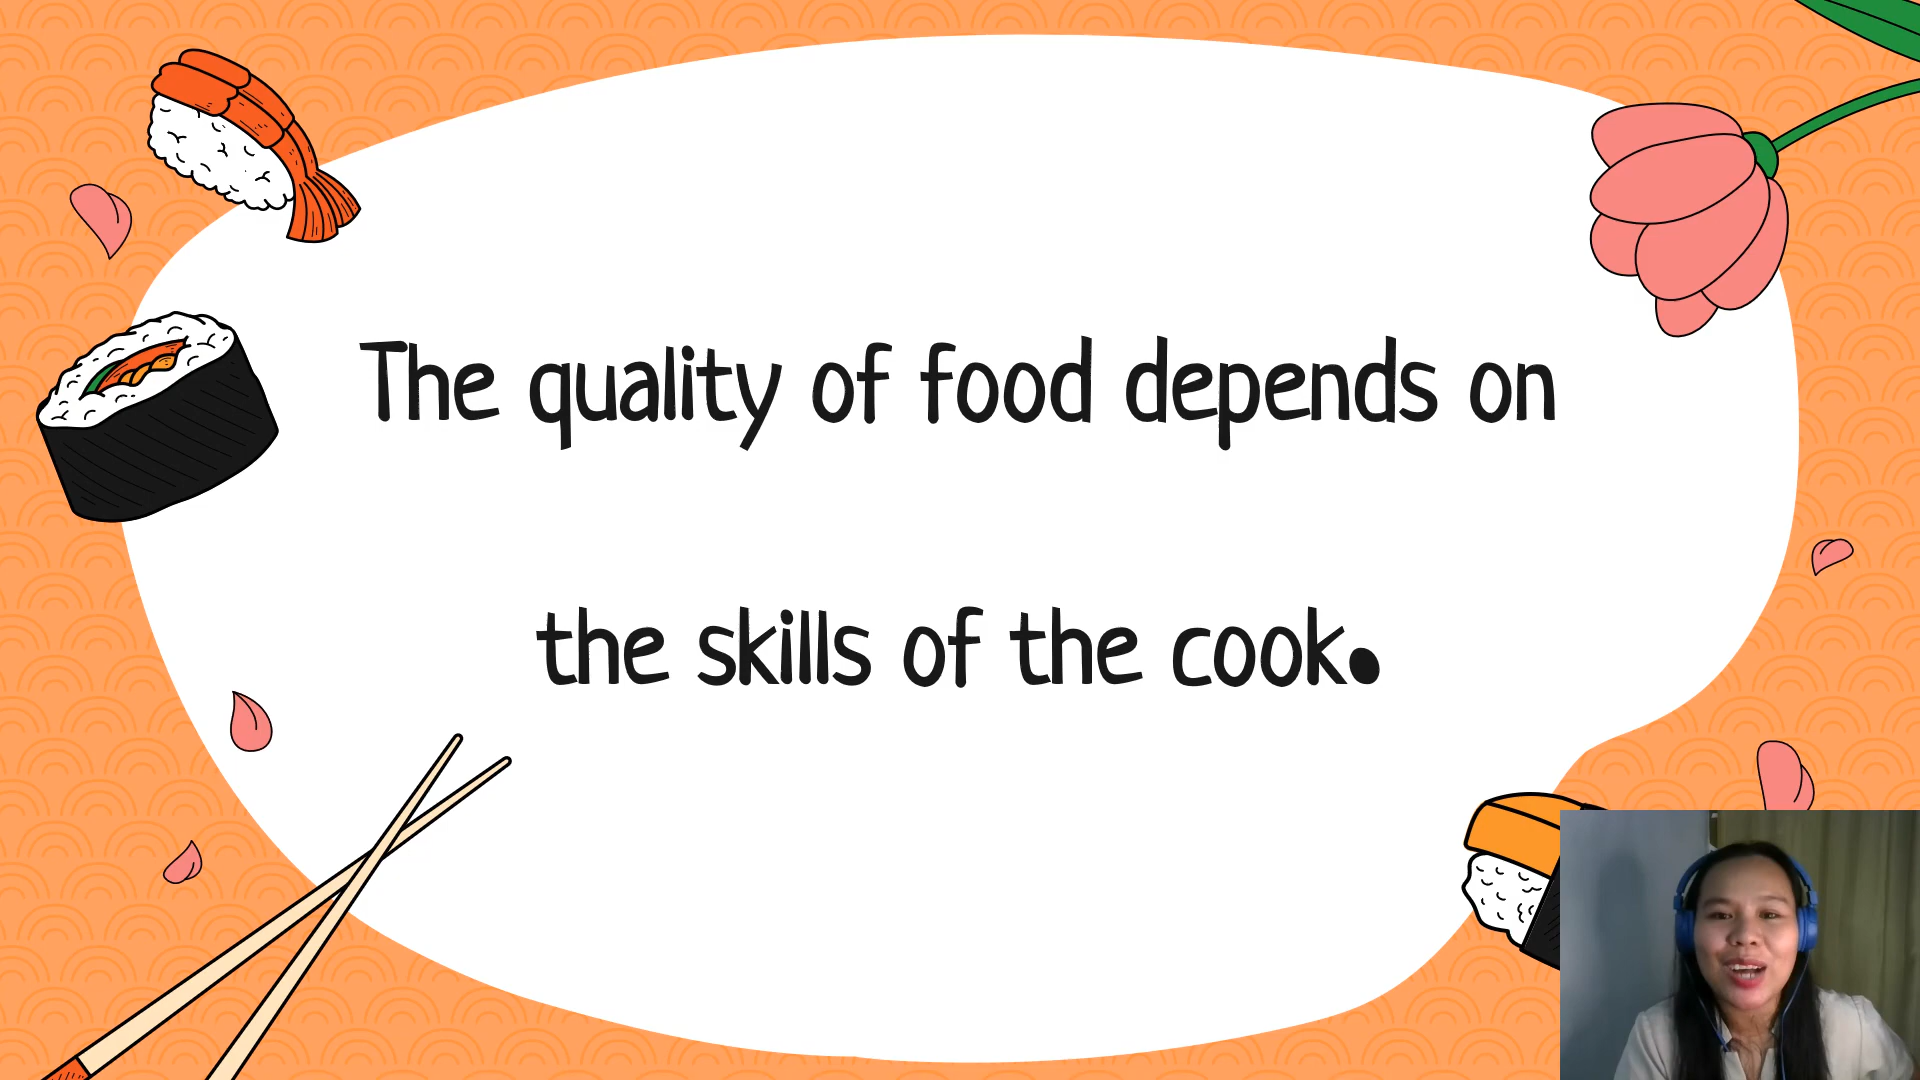 The quality of food depends on
the skills of the cook.